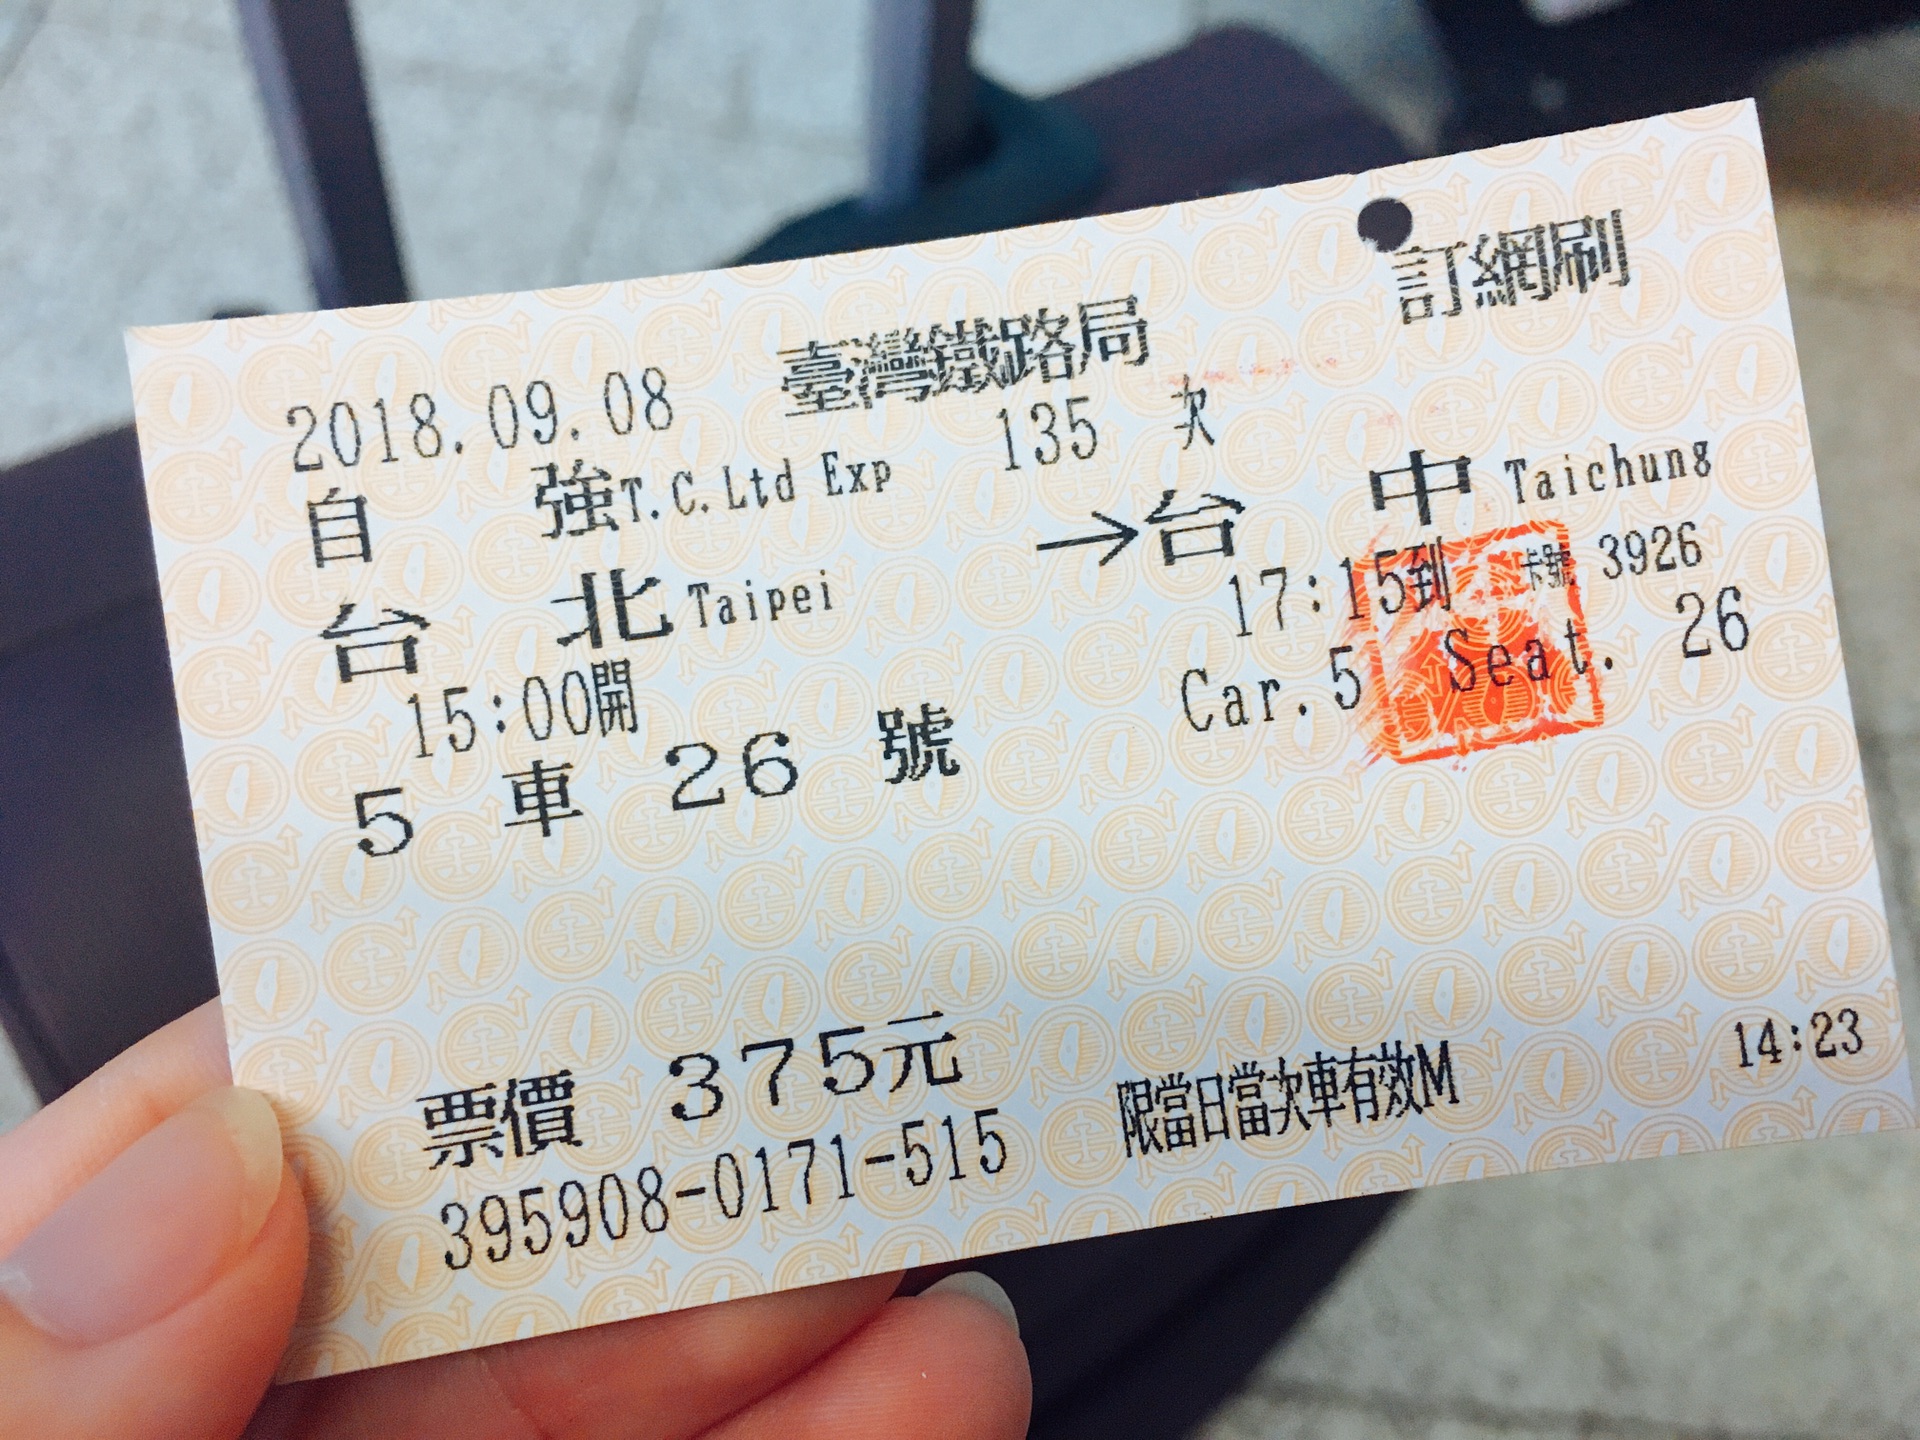 訂網刷
臺灣鐵路局
2018.09.08 135 次
自強 T.C.Ltd Exp
台北 Taipei → 台中 Taichung
15:00開 17:15到 卡號 3926
5 車 26 號 Car.5 Seat. 26
票價 375元
395908-0171-515 限當日當次車有效M 14:23